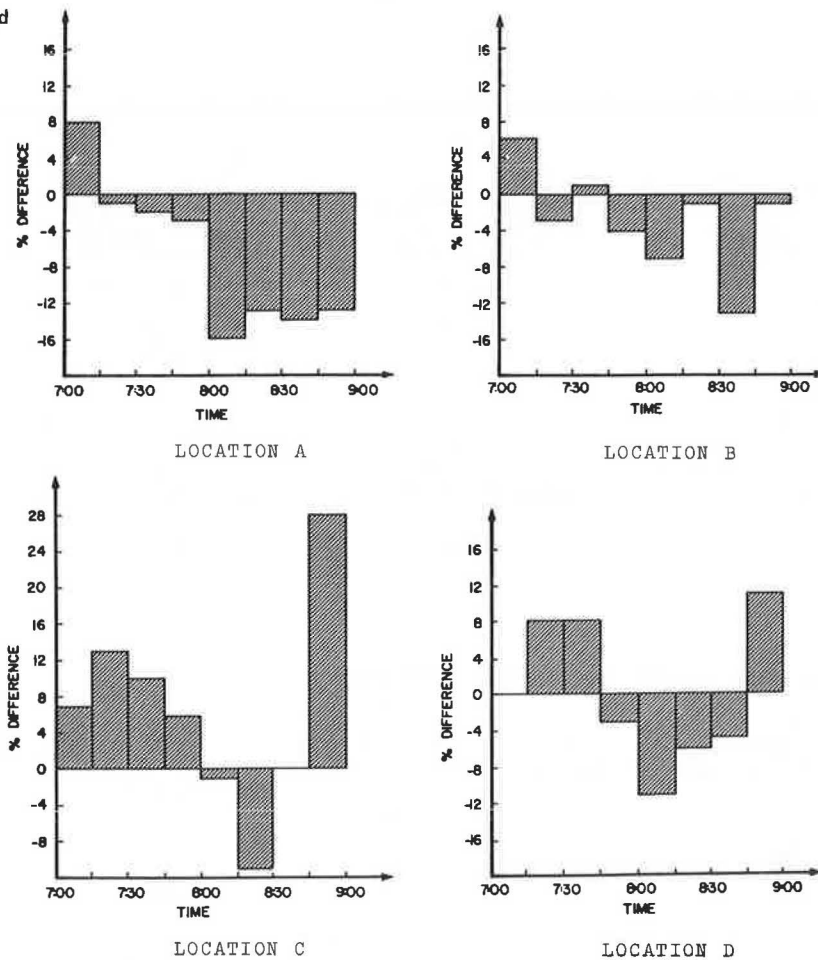 d
16
12
8
4
0
-4
-8
-12
-16
% DIFFERENCE
7:00 7:30 8:00 8:30 9:00
TIME
LOCATION A
16
12
8
4
0
-4
-8
-12
-16
% DIFFERENCE
7:00 7:30 8:00 8:30 9:00
TIME
LOCATION B
28
24
20
16
12
8
4
0
-4
-8
% DIFFERENCE
7:00 7:30 8:00 8:30 9:00
TIME
LOCATION C
16
12
8
4
0
-4
-8
-12
-16
% DIFFERENCE
7:00 7:30 8:00 8:30 9:00
TIME
LOCATION D